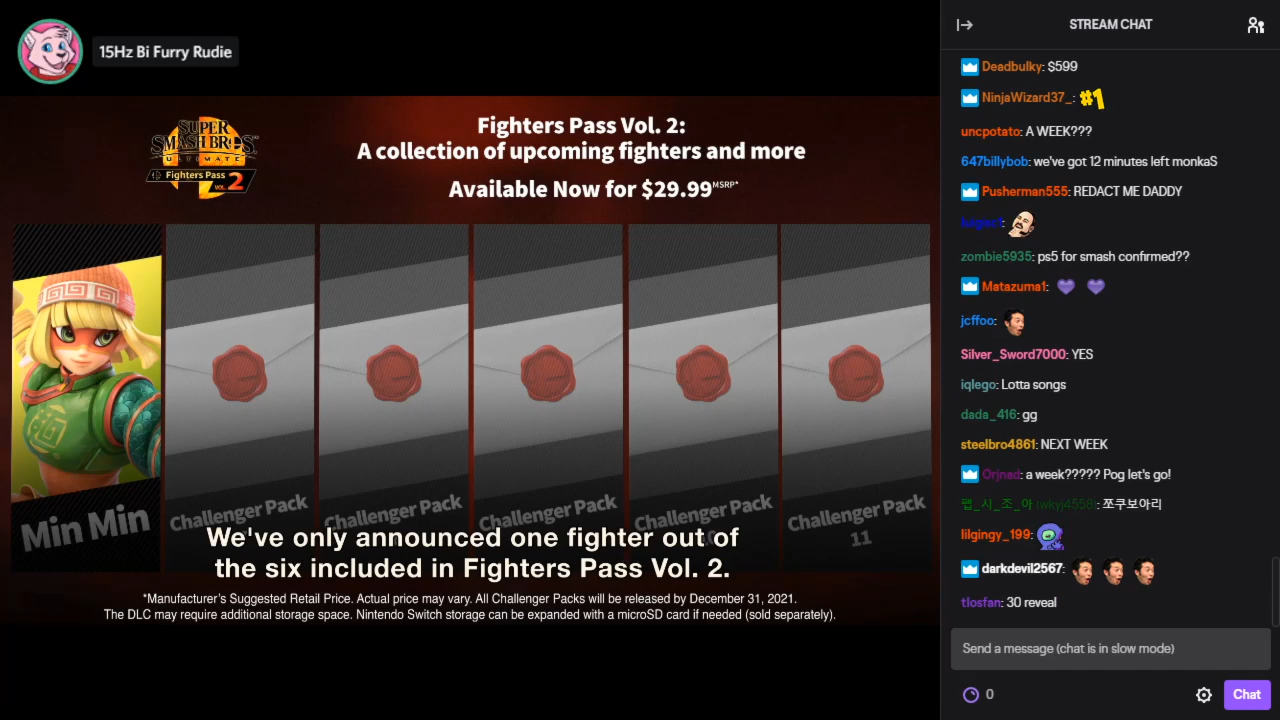 15Hz Bi Furry Rudie
SUPER
SMASH BROS.
ULTIMATE
Fighters Pass
VOL. 2
Fighters Pass Vol. 2:
A collection of upcoming fighters and more
Available Now for $29.99MSRP*
Min Min
Challenger Pack
Challenger Pack
Challenger Pack
Challenger Pack
Challenger Pack
11
We've only announced one fighter out of
the six included in Fighters Pass Vol. 2.
*Manufacturer's Suggested Retail Price. Actual price may vary. All Challenger Packs will be released by December 31, 2021.
The DLC may require additional storage space. Nintendo Switch storage can be expanded with a microSD card if needed (sold separately).
STREAM CHAT
Deadbulky: $599
NinjaWizard37_: #1
uncpotato: A WEEK???
647billybob: we've got 12 minutes left monkaS
Pusherman555: REDACT ME DADDY
zombie5935: ps5 for smash confirmed??
Matazuma1:
jcffoo:
Silver_Sword7000: YES
iqlego: Lotta songs
dada_416: gg
steelbro4861: NEXT WEEK
Orjnad: a week????? Pog let's go!
팹_시_조_아 (wkyj4558): 쪼쿠보아리
lilgingy_199:
darkdevil2567:
tlosfan: 30 reveal
Send a message (chat is in slow mode)
0
Chat